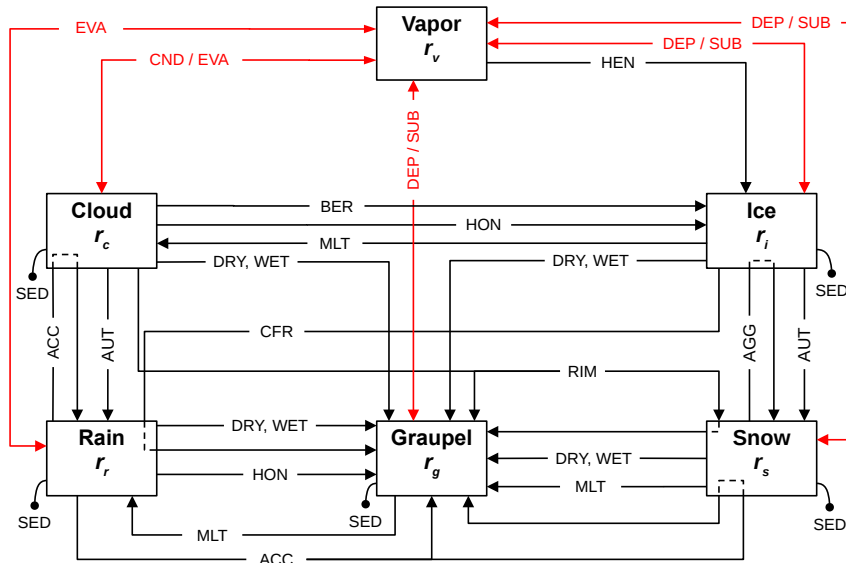 EVA
Vapor
r_v
DEP / SUB
DEP / SUB
CND / EVA
HEN
DEP / SUB
DEP / SUB
Cloud
r_c
BER
HON
MLT
Ice
r_i
DRY, WET
DRY, WET
SED
SED
ACC
AUT
CFR
AGG
AUT
RIM
Rain
r_r
DRY, WET
HON
Graupel
r_g
DRY, WET
MLT
Snow
r_s
SED
SED
SED
MLT
ACC